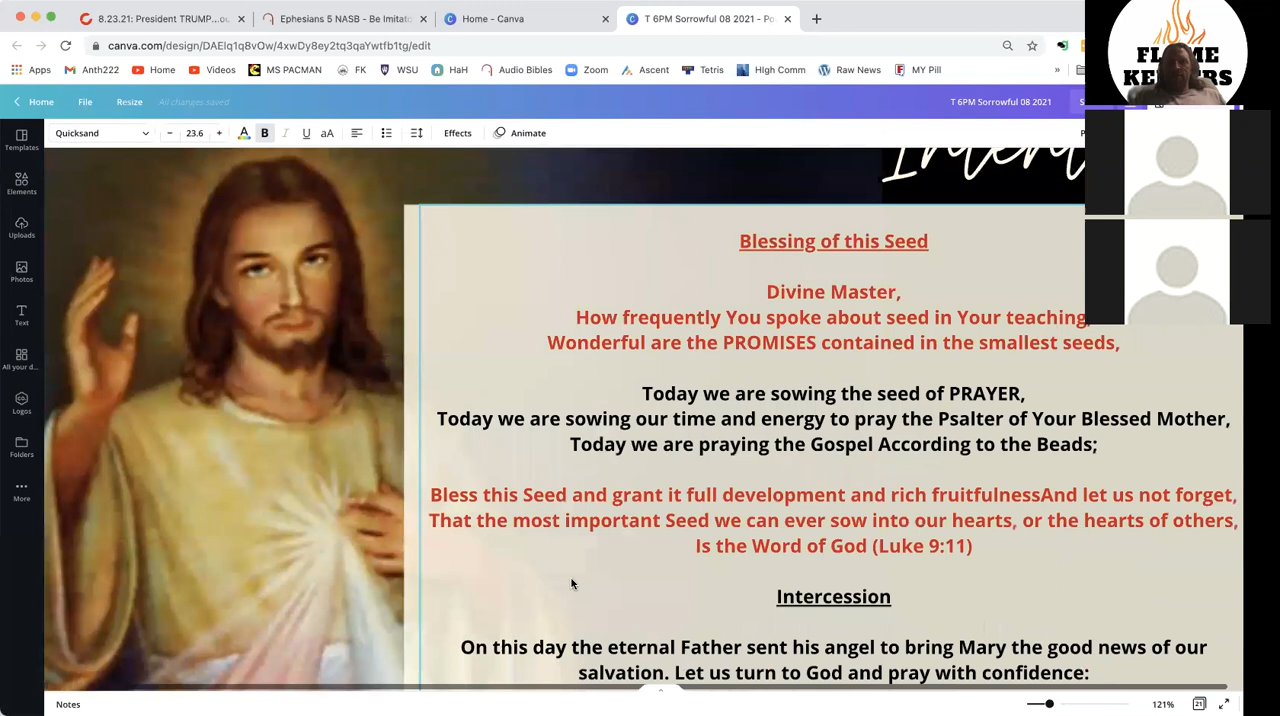 8.23.21: President TRUMP...ou
Ephesians 5 NASB - Be Imitato
Home - Canva
T 6PM Sorrowful 08 2021 - Po
canva.com/design/DAElq1q8vOw/4xwDy8ey2tq3qaYwtfb1tg/edit
Apps
Anth222
Home
Videos
MS PACMAN
FK
WSU
HaH
Audio Bibles
Zoom
Ascent
Tetris
HIgh Comm
Raw News
MY Pill
»
Home
File
Resize
All changes saved
T 6PM Sorrowful 08 2021
S
FLAME
KEEPERS
Quicksand
− 23.6 +
A
B
I
U
aA
Effects
Animate
P
Templates
Elements
Uploads
Photos
Text
All your d...
Logos
Folders
More
Blessing of this Seed
Divine Master,
How frequently You spoke about seed in Your teaching
Wonderful are the PROMISES contained in the smallest seeds,
Today we are sowing the seed of PRAYER,
Today we are sowing our time and energy to pray the Psalter of Your Blessed Mother,
Today we are praying the Gospel According to the Beads;
Bless this Seed and grant it full development and rich fruitfulnessAnd let us not forget,
That the most important Seed we can ever sow into our hearts, or the hearts of others,
Is the Word of God (Luke 9:11)
Intercession
On this day the eternal Father sent his angel to bring Mary the good news of our
salvation. Let us turn to God and pray with confidence:
Notes
121%
21